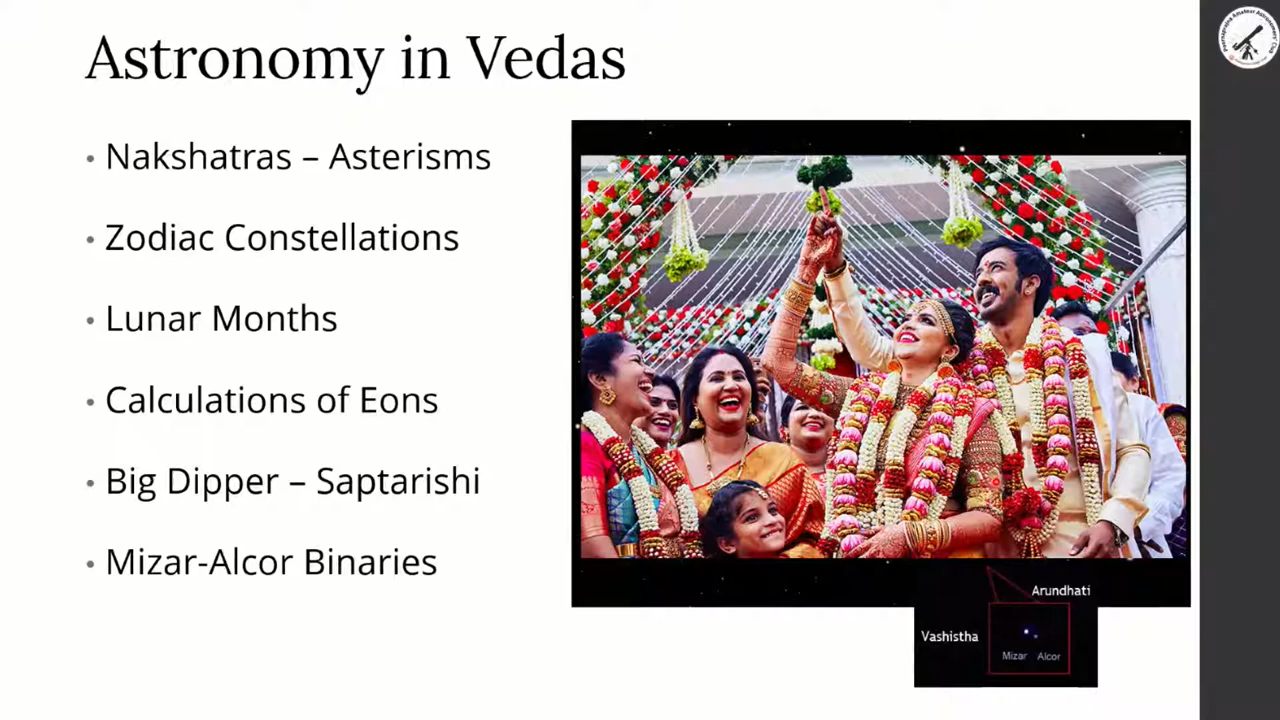 Astronomy in Vedas
• Nakshatras – Asterisms
• Zodiac Constellations
• Lunar Months
• Calculations of Eons
• Big Dipper – Saptarishi
• Mizar-Alcor Binaries
Arundhati
Vashistha
Mizar Alcor